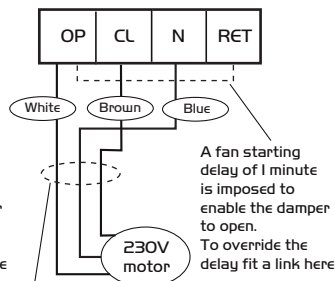 OP CL N RET
White Brown Blue
A fan starting
delay of 1 minute
is imposed to
enable the damper
to open.
To override the
delay fit a link here
230V
motor